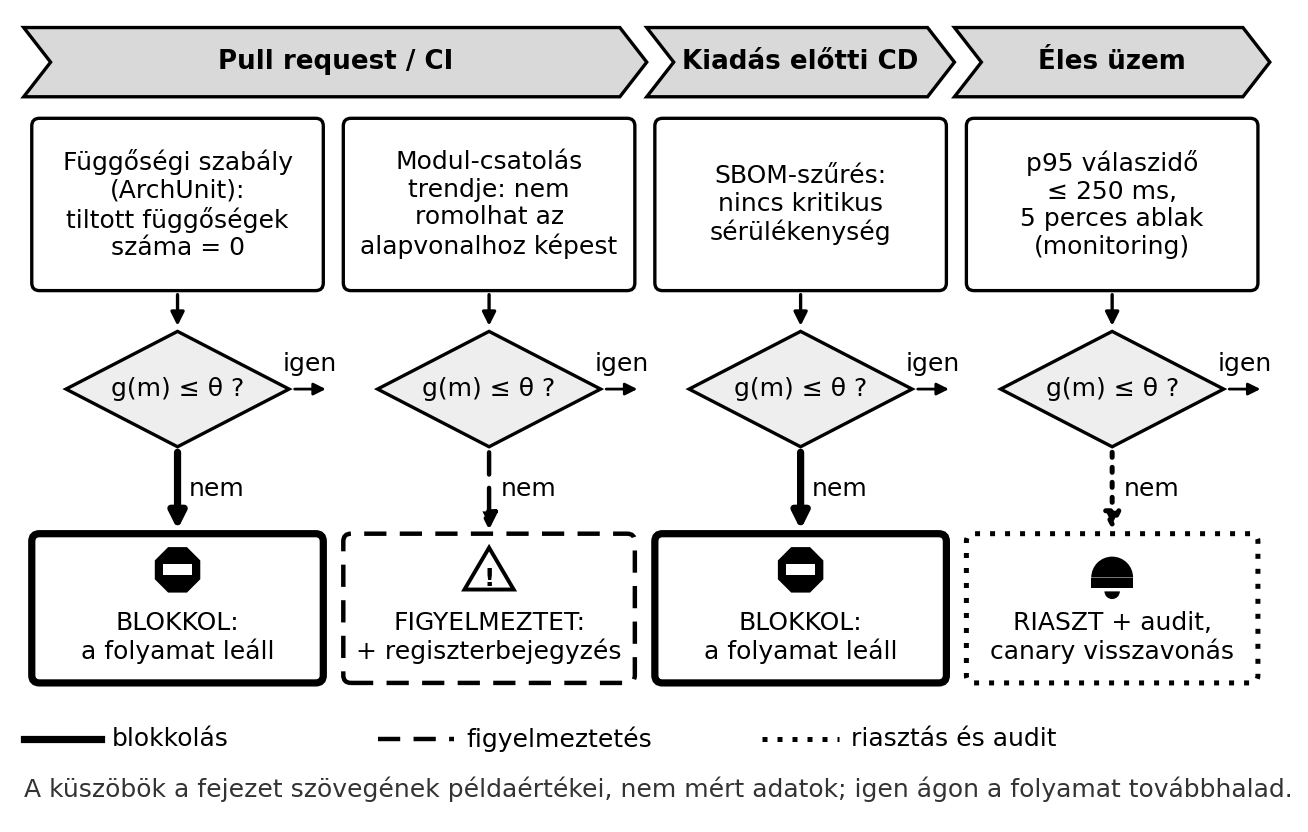 Pull request / CI
Kiadás előtti CD
Éles üzem
Függőségi szabály
(ArchUnit):
tiltott függőségek
száma = 0
Modul-csatolás
trendje: nem
romolhat az
alapvonalhoz képest
SBOM-szűrés:
nincs kritikus
sérülékenység
p95 válaszidő
≤ 250 ms,
5 perces ablak
(monitoring)
g(m) ≤ θ ?
igen
g(m) ≤ θ ?
igen
g(m) ≤ θ ?
igen
g(m) ≤ θ ?
igen
nem
nem
nem
nem
BLOKKOL:
a folyamat leáll
!
FIGYELMEZTET:
+ regiszterbejegyzés
BLOKKOL:
a folyamat leáll
RIASZT + audit,
canary visszavonás
blokkolás
figyelmeztetés
riasztás és audit
A küszöbök a fejezet szövegének példaértékei, nem mért adatok; igen ágon a folyamat továbbhalad.